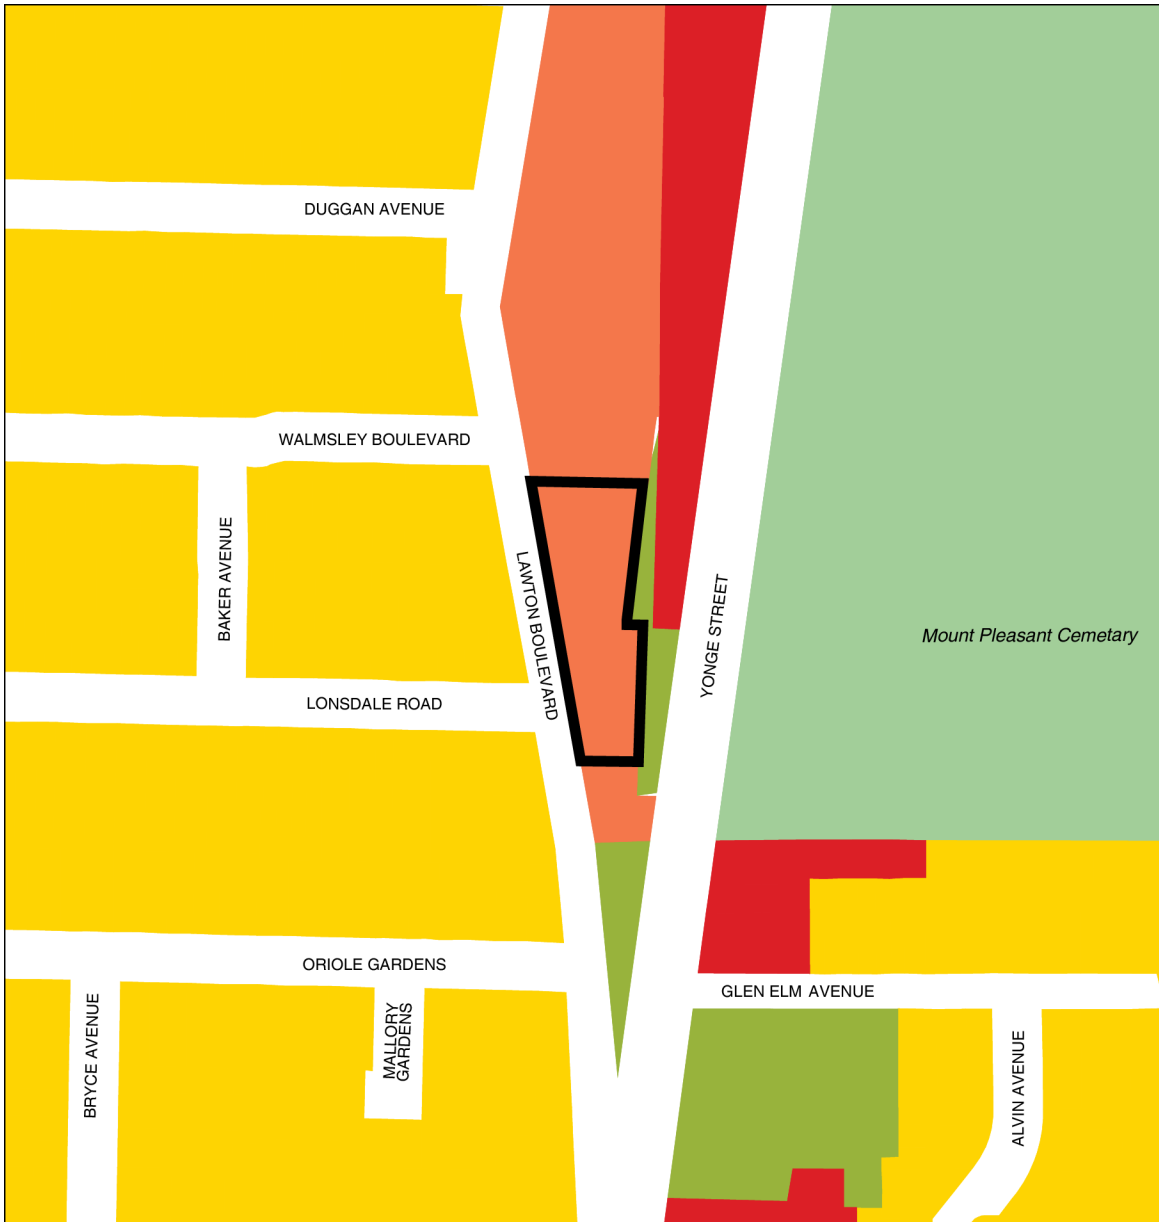 DUGGAN AVENUE
WALMSLEY BOULEVARD
BAKER AVENUE
LAWTON BOULEVARD
YONGE STREET
Mount Pleasant Cemetary
LONSDALE ROAD
ORIOLE GARDENS
GLEN ELM AVENUE
BRYCE AVENUE
MALLORY
GARDENS
ALVIN AVENUE